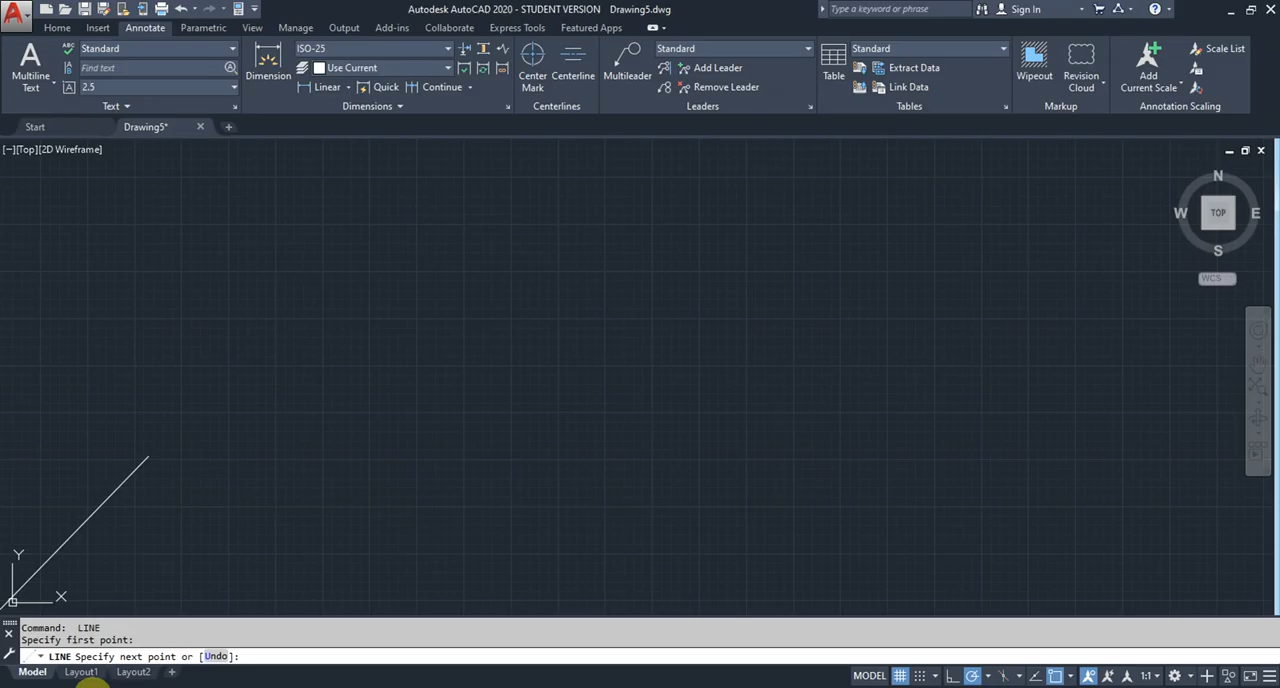 Autodesk AutoCAD 2020 - STUDENT VERSION Drawing5.dwg
Type a keyword or phrase
Sign In
Home Insert Annotate Parametric View Manage Output Add-ins Collaborate Express Tools Featured Apps
Multiline Text
Standard
Find text
2.5
Text
Dimension
ISO-25
Use Current
Linear Quick Continue
Dimensions
Center Mark
Centerline
Centerlines
Multileader
Standard
Add Leader
Remove Leader
Leaders
Table
Standard
Extract Data
Link Data
Tables
Wipeout
Revision Cloud
Markup
Add Current Scale
Scale List
Annotation Scaling
Start Drawing5*
[−][Top][2D Wireframe]
N
W TOP E
S
WCS
Y
X
Command: LINE
Specify first point:
LINE Specify next point or [Undo]:
Model Layout1 Layout2
MODEL
1:1